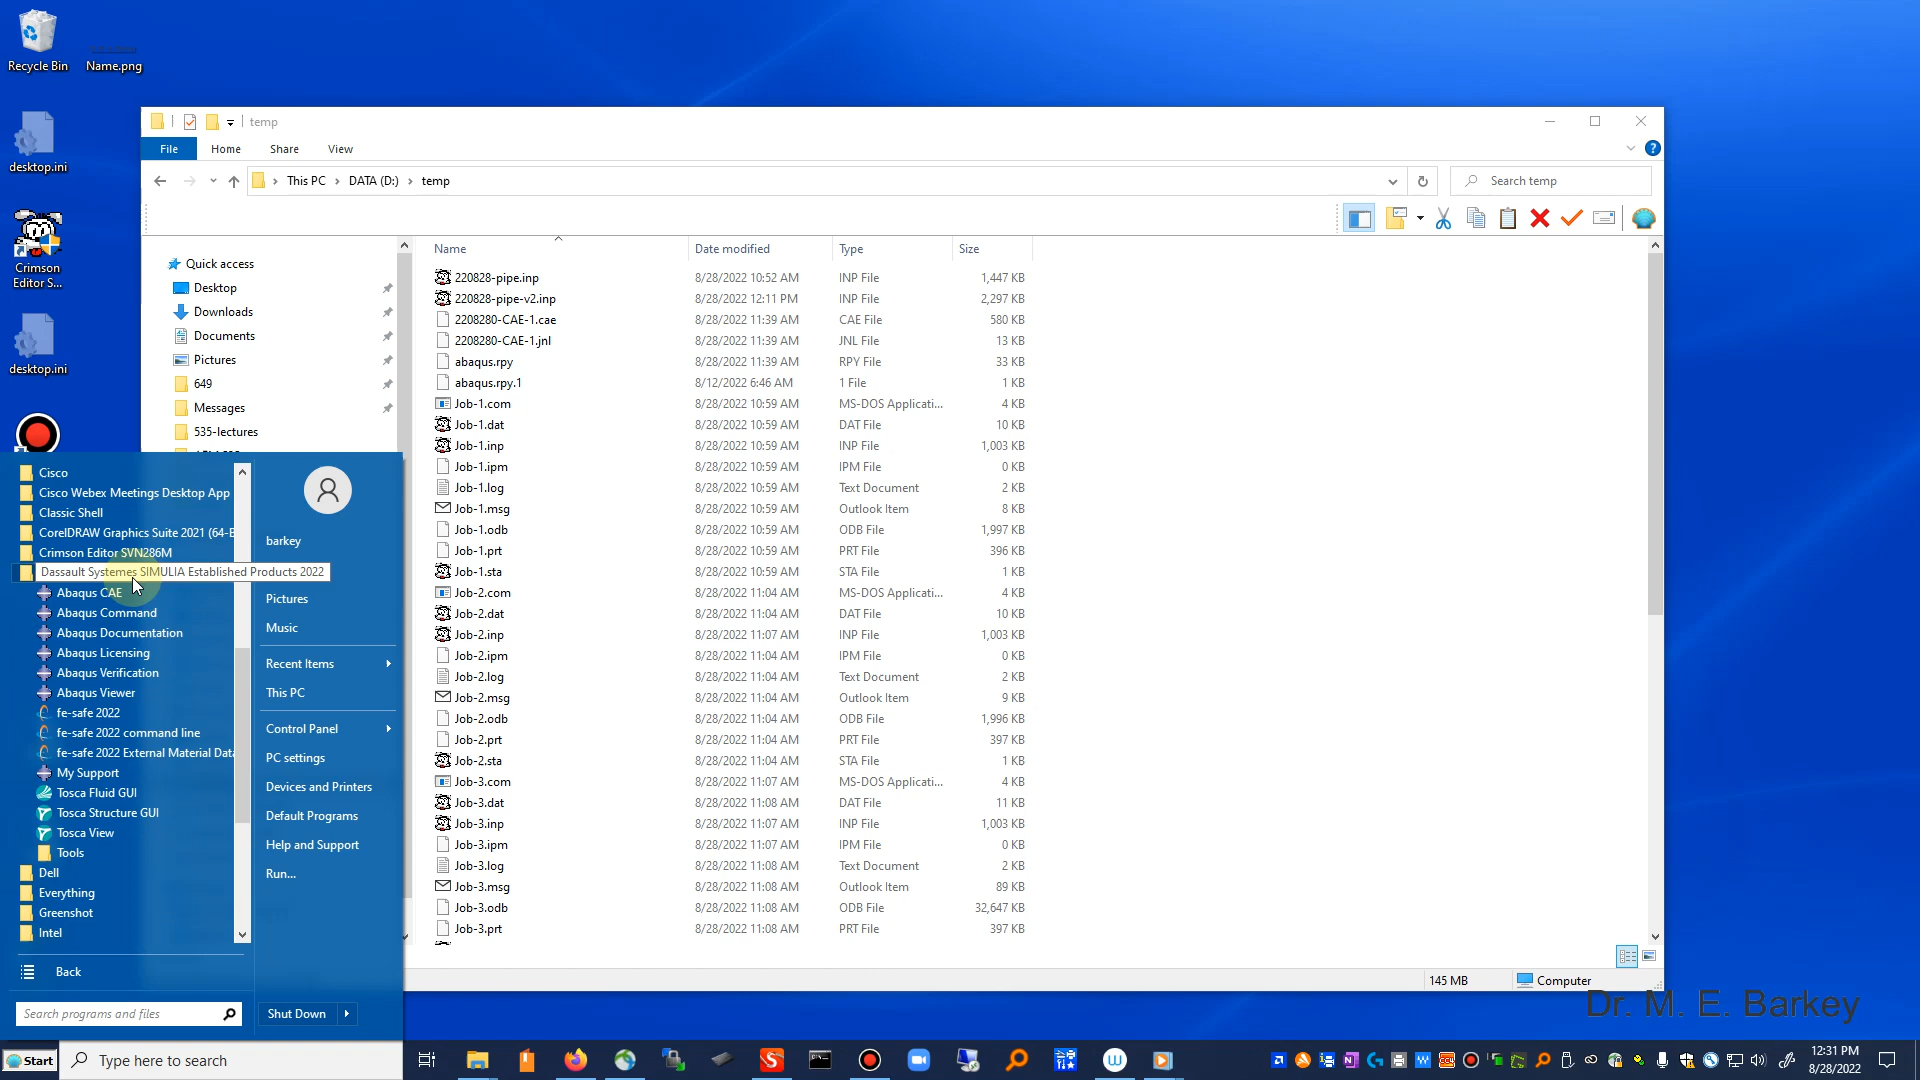 Recycle Bin
Name.png
desktop.ini
Crimson
Editor S...
desktop.ini
temp
File
Home
Share
View
This PC
DATA (D:)
temp
Search temp
Name
Date modified
Type
Size
Quick access
Desktop
Downloads
Documents
Pictures
649
Messages
535-lectures
220828-pipe.inp 8/28/2022 10:52 AM INP File 1,447 KB
220828-pipe-v2.inp 8/28/2022 12:11 PM INP File 2,297 KB
2208280-CAE-1.cae 8/28/2022 11:39 AM CAE File 580 KB
2208280-CAE-1.jnl 8/28/2022 11:39 AM JNL File 13 KB
abaqus.rpy 8/28/2022 11:39 AM RPY File 33 KB
abaqus.rpy.1 8/12/2022 6:46 AM 1 File 1 KB
Job-1.com 8/28/2022 10:59 AM MS-DOS Applicati... 4 KB
Job-1.dat 8/28/2022 10:59 AM DAT File 10 KB
Job-1.inp 8/28/2022 10:59 AM INP File 1,003 KB
Job-1.ipm 8/28/2022 10:59 AM IPM File 0 KB
Job-1.log 8/28/2022 10:59 AM Text Document 2 KB
Job-1.msg 8/28/2022 10:59 AM Outlook Item 8 KB
Job-1.odb 8/28/2022 10:59 AM ODB File 1,997 KB
Job-1.prt 8/28/2022 10:59 AM PRT File 396 KB
Job-1.sta 8/28/2022 10:59 AM STA File 1 KB
Job-2.com 8/28/2022 11:04 AM MS-DOS Applicati... 4 KB
Job-2.dat 8/28/2022 11:04 AM DAT File 10 KB
Job-2.inp 8/28/2022 11:07 AM INP File 1,003 KB
Job-2.ipm 8/28/2022 11:04 AM IPM File 0 KB
Job-2.log 8/28/2022 11:04 AM Text Document 2 KB
Job-2.msg 8/28/2022 11:04 AM Outlook Item 9 KB
Job-2.odb 8/28/2022 11:04 AM ODB File 1,996 KB
Job-2.prt 8/28/2022 11:04 AM PRT File 397 KB
Job-2.sta 8/28/2022 11:04 AM STA File 1 KB
Job-3.com 8/28/2022 11:07 AM MS-DOS Applicati... 4 KB
Job-3.dat 8/28/2022 11:08 AM DAT File 11 KB
Job-3.inp 8/28/2022 11:07 AM INP File 1,003 KB
Job-3.ipm 8/28/2022 11:07 AM IPM File 0 KB
Job-3.log 8/28/2022 11:08 AM Text Document 2 KB
Job-3.msg 8/28/2022 11:08 AM Outlook Item 89 KB
Job-3.odb 8/28/2022 11:08 AM ODB File 32,647 KB
Job-3.prt 8/28/2022 11:08 AM PRT File 397 KB
145 MB
Computer
Cisco
Cisco Webex Meetings Desktop App
Classic Shell
CorelDRAW Graphics Suite 2021 (64-B
Crimson Editor SVN286M
Dassault Systemes SIMULIA Established Products 2022
Abaqus CAE
Abaqus Command
Abaqus Documentation
Abaqus Licensing
Abaqus Verification
Abaqus Viewer
fe-safe 2022
fe-safe 2022 command line
fe-safe 2022 External Material Data
My Support
Tosca Fluid GUI
Tosca Structure GUI
Tosca View
Tools
Dell
Everything
Greenshot
Intel
Back
Search programs and files
barkey
Pictures
Music
Recent Items
This PC
Control Panel
PC settings
Devices and Printers
Default Programs
Help and Support
Run...
Shut Down
Dr. M. E. Barkey
Start
Type here to search
12:31 PM
8/28/2022